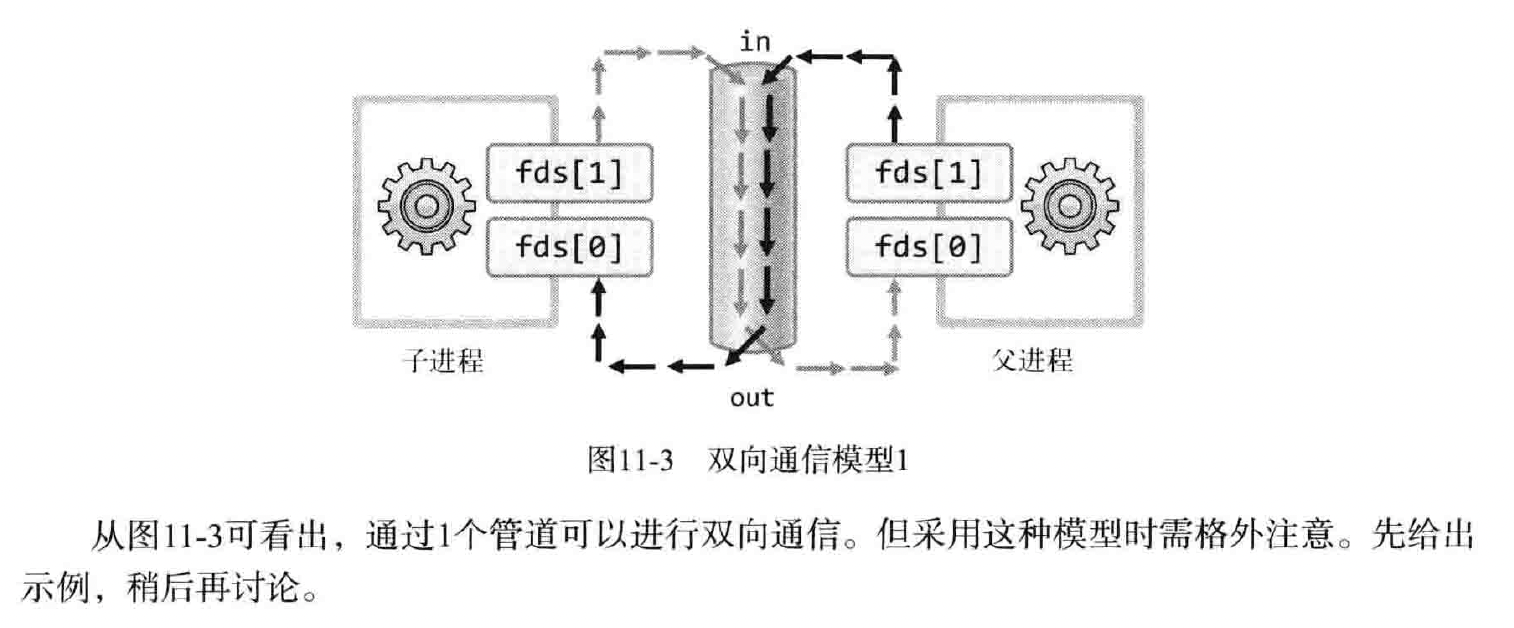 in
fds[1]
fds[1]
fds[0]
fds[0]
子进程
父进程
out
图11-3 双向通信模型1
从图11-3可看出，通过1个管道可以进行双向通信。但采用这种模型时需格外注意。先给出
示例，稍后再讨论。